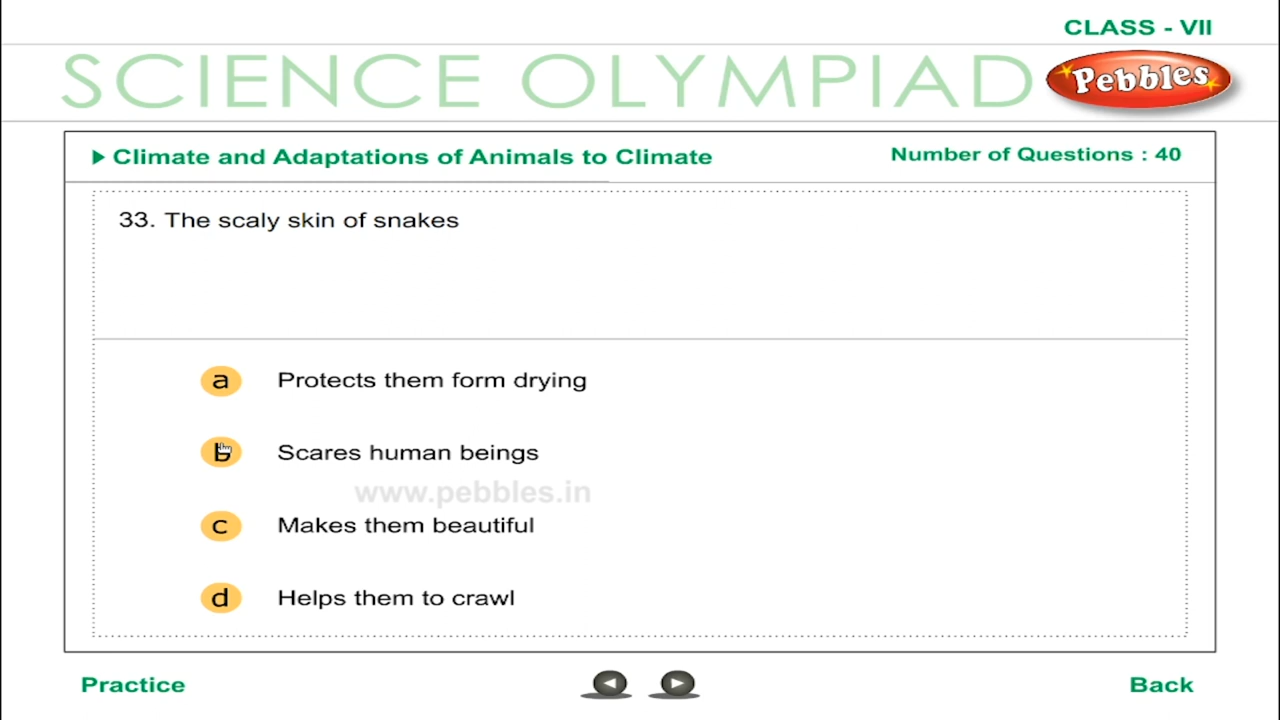 CLASS - VII
SCIENCE OLYMPIAD
Pebbles
Climate and Adaptations of Animals to Climate
Number of Questions : 40
33. The scaly skin of snakes
a Protects them form drying
b Scares human beings
www.pebbles.in
c Makes them beautiful
d Helps them to crawl
Practice
Back